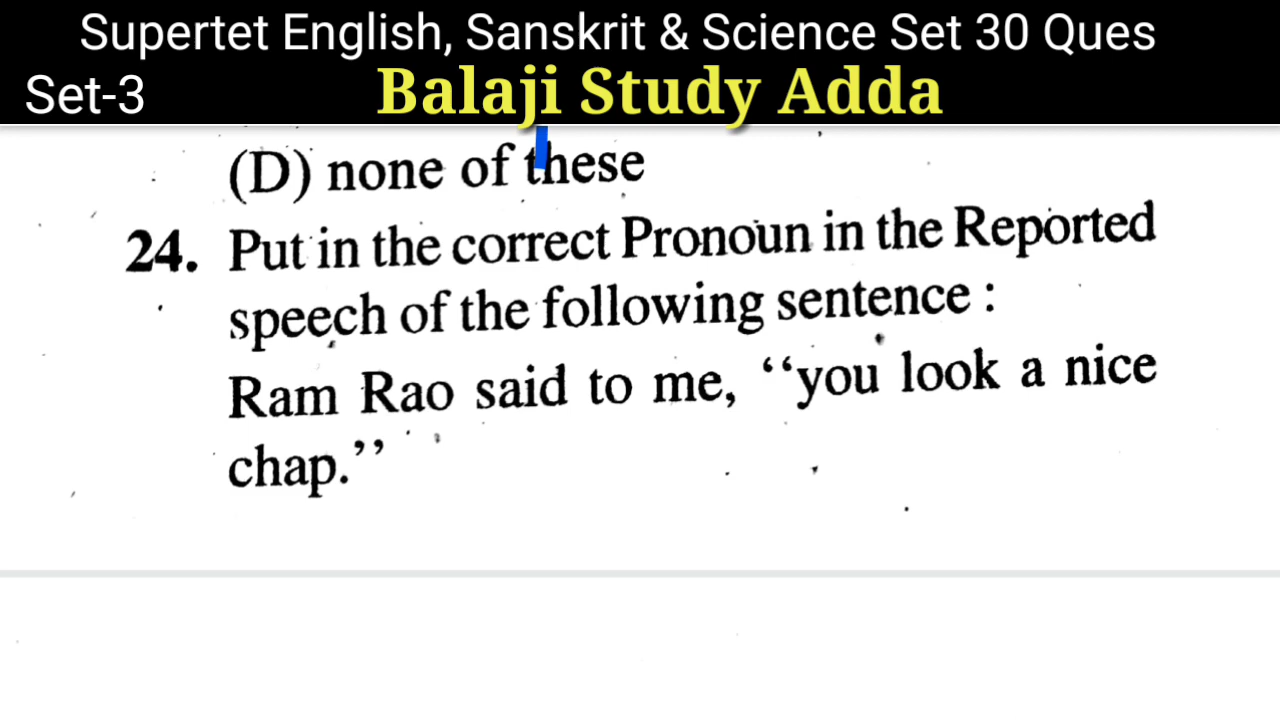 Supertet English, Sanskrit & Science Set 30 Ques
Set-3 Balaji Study Adda
(D) none of these
24. Put in the correct Pronoun in the Reported
speech of the following sentence :
Ram Rao said to me, ‘‘you look a nice
chap.’’